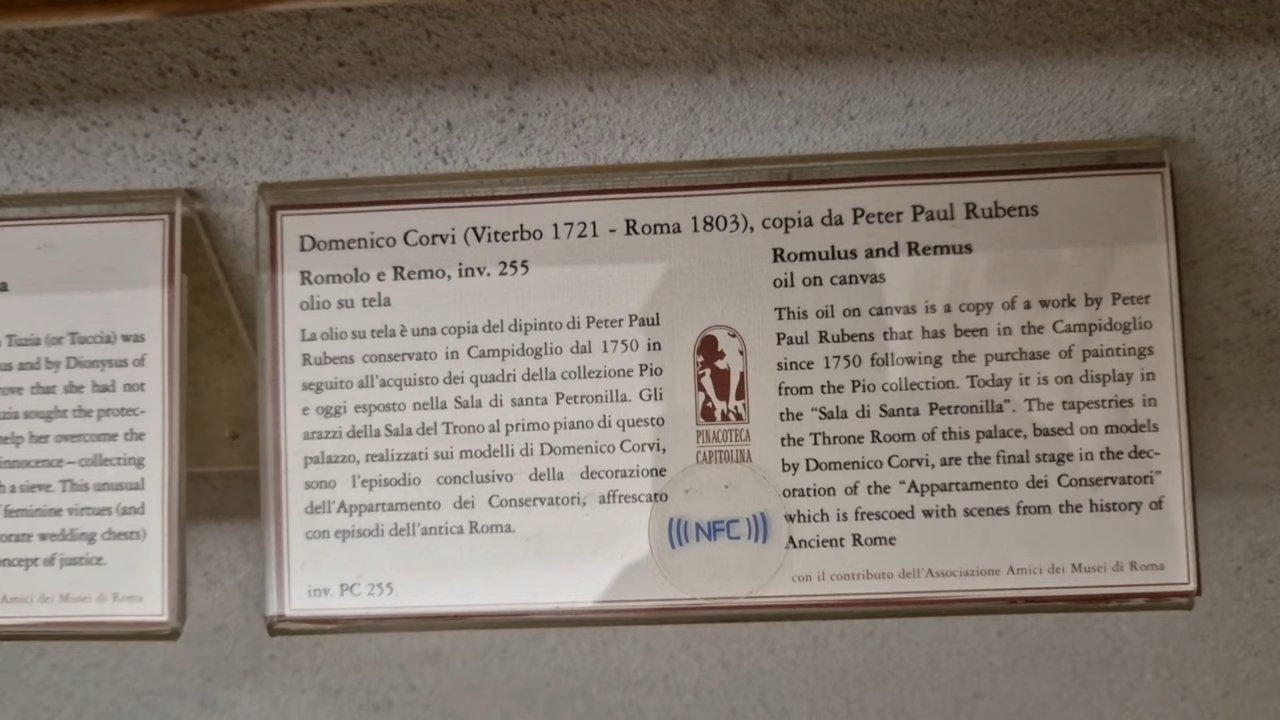 a
Tuzia (or Tuccia) was
us and by Dionysus of
ove that she had not
zia sought the protec-
help her overcome the
innocence – collecting
h a sieve. This unusual
feminine virtues (and
orate wedding chests)
ncept of justice.
Amici dei Musei di Roma
Domenico Corvi (Viterbo 1721 - Roma 1803), copia da Peter Paul Rubens
Romolo e Remo, inv. 255
olio su tela
La olio su tela è una copia del dipinto di Peter Paul
Rubens conservato in Campidoglio dal 1750 in
seguito all'acquisto dei quadri della collezione Pio
e oggi esposto nella Sala di santa Petronilla. Gli
arazzi della Sala del Trono al primo piano di questo
palazzo, realizzati sui modelli di Domenico Corvi,
sono l'episodio conclusivo della decorazione
dell'Appartamento dei Conservatori, affrescato
con episodi dell'antica Roma.
inv. PC 255
PINACOTECA
CAPITOLINA
((( NFC )))
Romulus and Remus
oil on canvas
This oil on canvas is a copy of a work by Peter
Paul Rubens that has been in the Campidoglio
since 1750 following the purchase of paintings
from the Pio collection. Today it is on display in
the “Sala di Santa Petronilla”. The tapestries in
the Throne Room of this palace, based on models
by Domenico Corvi, are the final stage in the dec-
oration of the “Appartamento dei Conservatori”
which is frescoed with scenes from the history of
Ancient Rome
con il contributo dell'Associazione Amici dei Musei di Roma